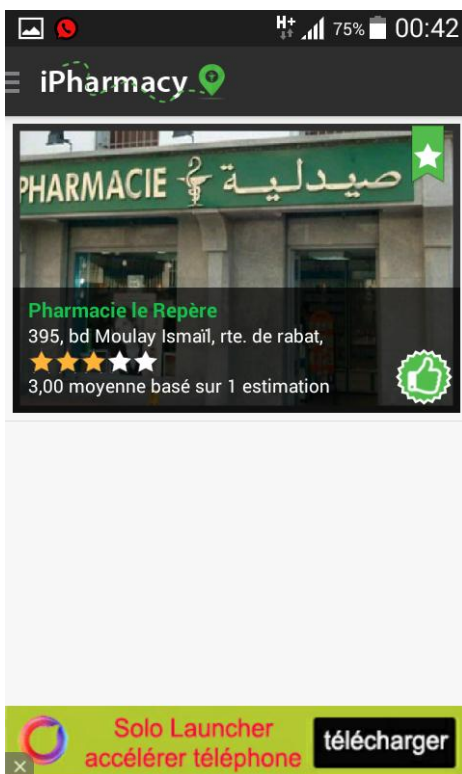 H+ 75% 00:42
iPharmacy
PHARMACIE صيدلية
Pharmacie le Repère
395, bd Moulay Ismaïl, rte. de rabat,
3,00 moyenne basé sur 1 estimation
Solo Launcher
accélérer téléphone
télécharger